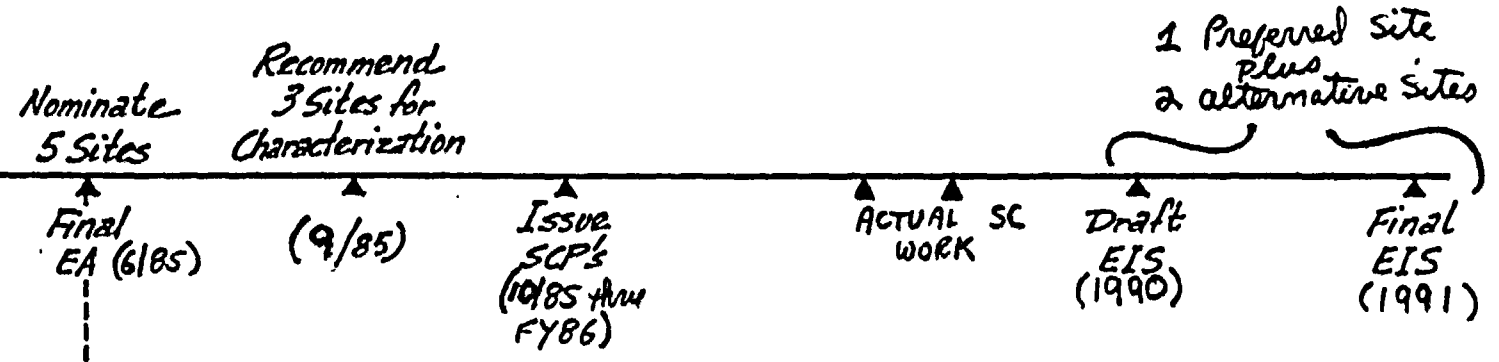 Nominate
5 Sites
Final
EA (6/85)
Recommend
3 Sites for
Characterization
(9/85)
Issue
SCP's
(10/85 thru
FY86)
ACTUAL SC
WORK
1 Preferred Site
plus
2 alternative sites
Draft
EIS
(1990)
Final
EIS
(1991)